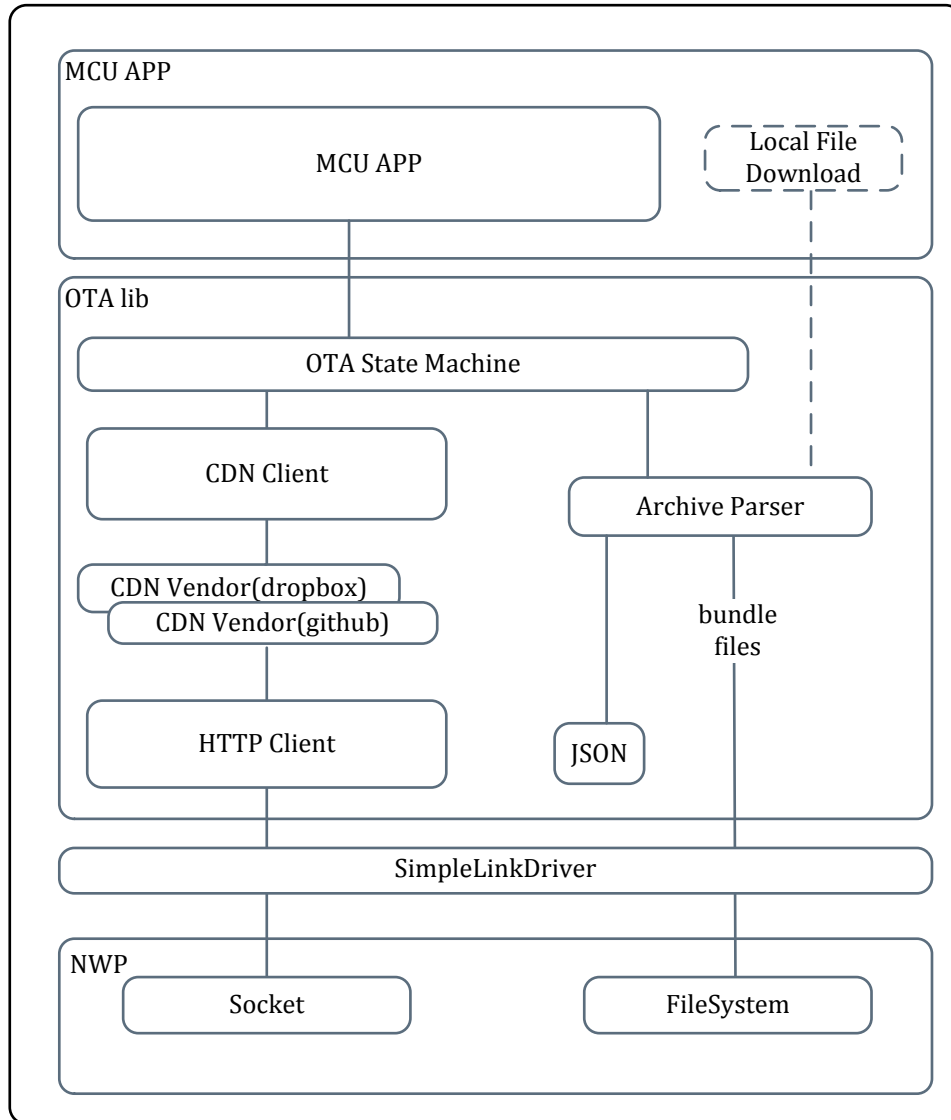 MCU APP
MCU APP
Local File
Download
OTA lib
OTA State Machine
CDN Client
Archive Parser
CDN Vendor(dropbox)
CDN Vendor(github)
bundle
files
HTTP Client
JSON
SimpleLinkDriver
NWP
Socket
FileSystem